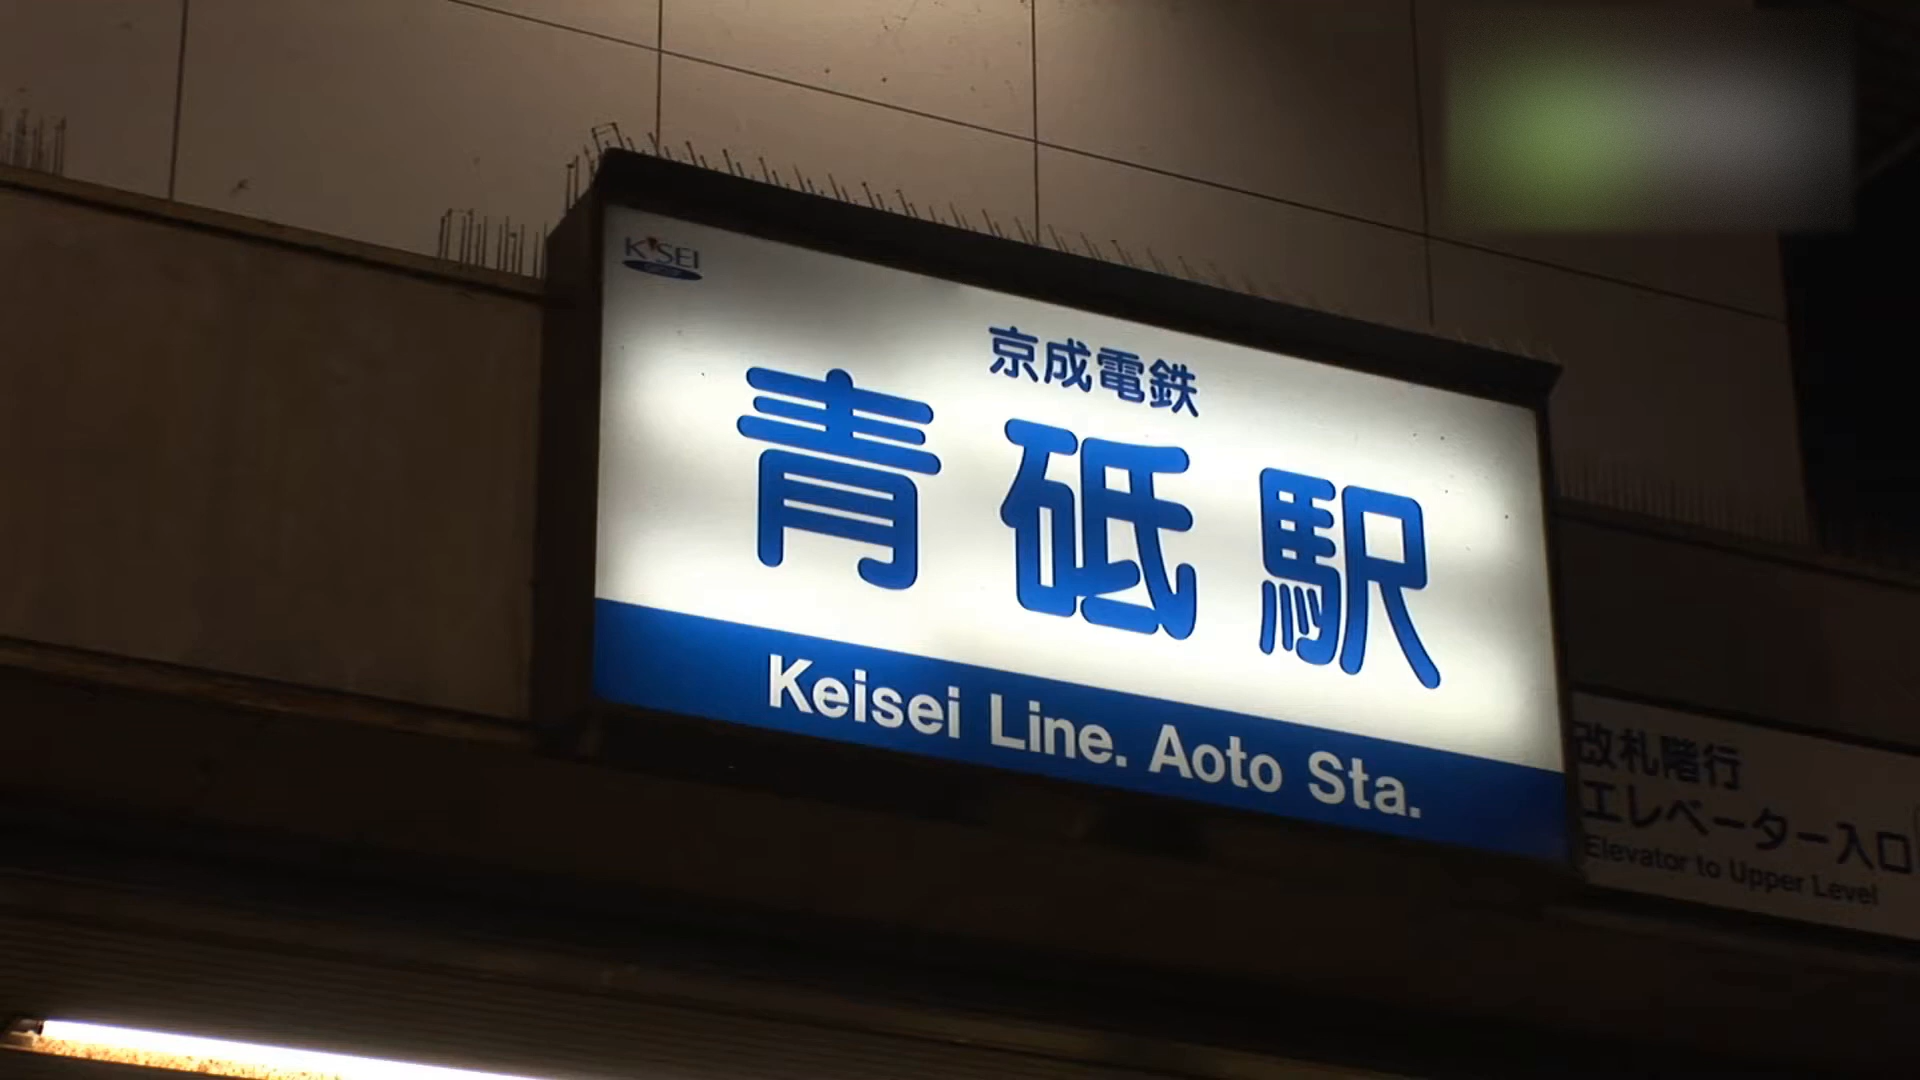 KSEI
京成電鉄
青砥駅
Keisei Line. Aoto Sta.
改札階行
エレベーター入口
Elevator to Upper Level